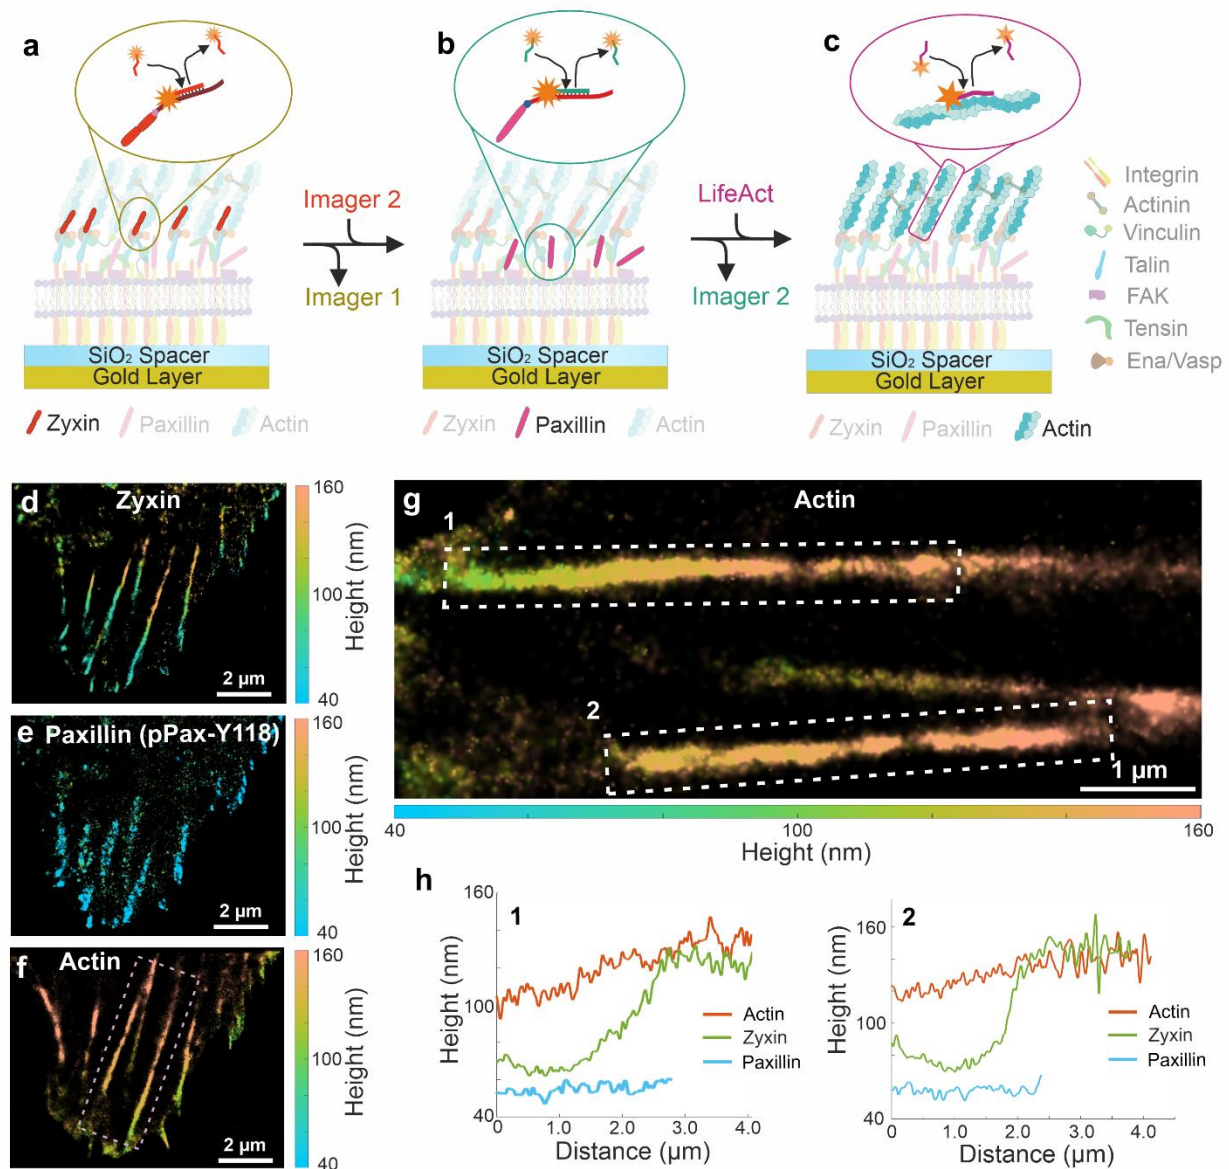 a
b
c
Imager 2
Imager 1
LifeAct
Imager 2
Integrin
Actinin
Vinculin
Talin
FAK
Tensin
Ena/Vasp
SiO₂ Spacer
Gold Layer
SiO₂ Spacer
Gold Layer
SiO₂ Spacer
Gold Layer
Zyxin Paxillin Actin
Zyxin Paxillin Actin
Zyxin Paxillin Actin
d
Zyxin
2 µm
160
100
40
Height (nm)
e
Paxillin (pPax-Y118)
2 µm
160
100
40
Height (nm)
f
Actin
2 µm
160
100
40
Height (nm)
g
Actin
1
2
1 µm
40 100 160
Height (nm)
h
1
160
100
40
Height (nm)
Actin
Zyxin
Paxillin
0 1.0 2.0 3.0 4.0
Distance (µm)
2
160
100
40
Height (nm)
Actin
Zyxin
Paxillin
0 1.0 2.0 3.0 4.0
Distance (µm)